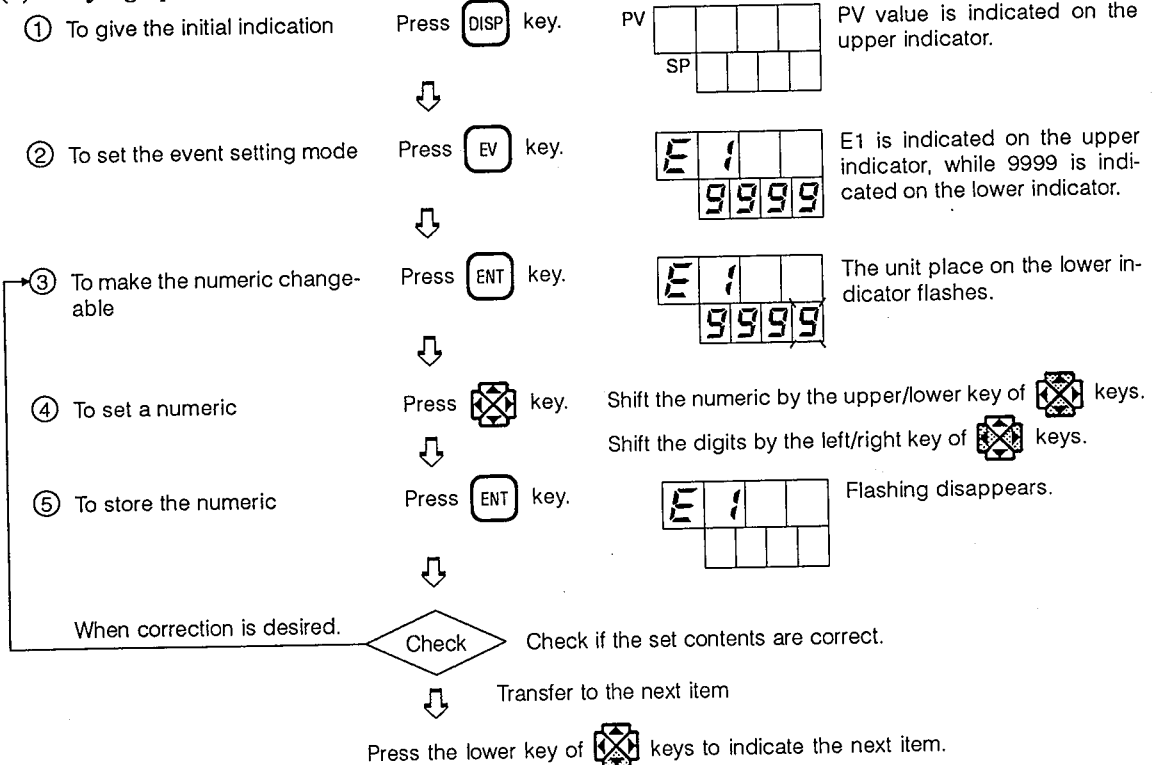 ① To give the initial indication Press DISP key. PV PV value is indicated on the
SP upper indicator.
② To set the event setting mode Press EV key. E 1 E1 is indicated on the upper
indicator, while 9999 is indi-
9999 cated on the lower indicator.
③ To make the numeric change- Press ENT key. E 1 The unit place on the lower in-
able dicator flashes.
9999
④ To set a numeric Press key. Shift the numeric by the upper/lower key of keys.
Shift the digits by the left/right key of keys.
⑤ To store the numeric Press ENT key. E 1 Flashing disappears.
When correction is desired. Check Check if the set contents are correct.
Transfer to the next item
Press the lower key of keys to indicate the next item.